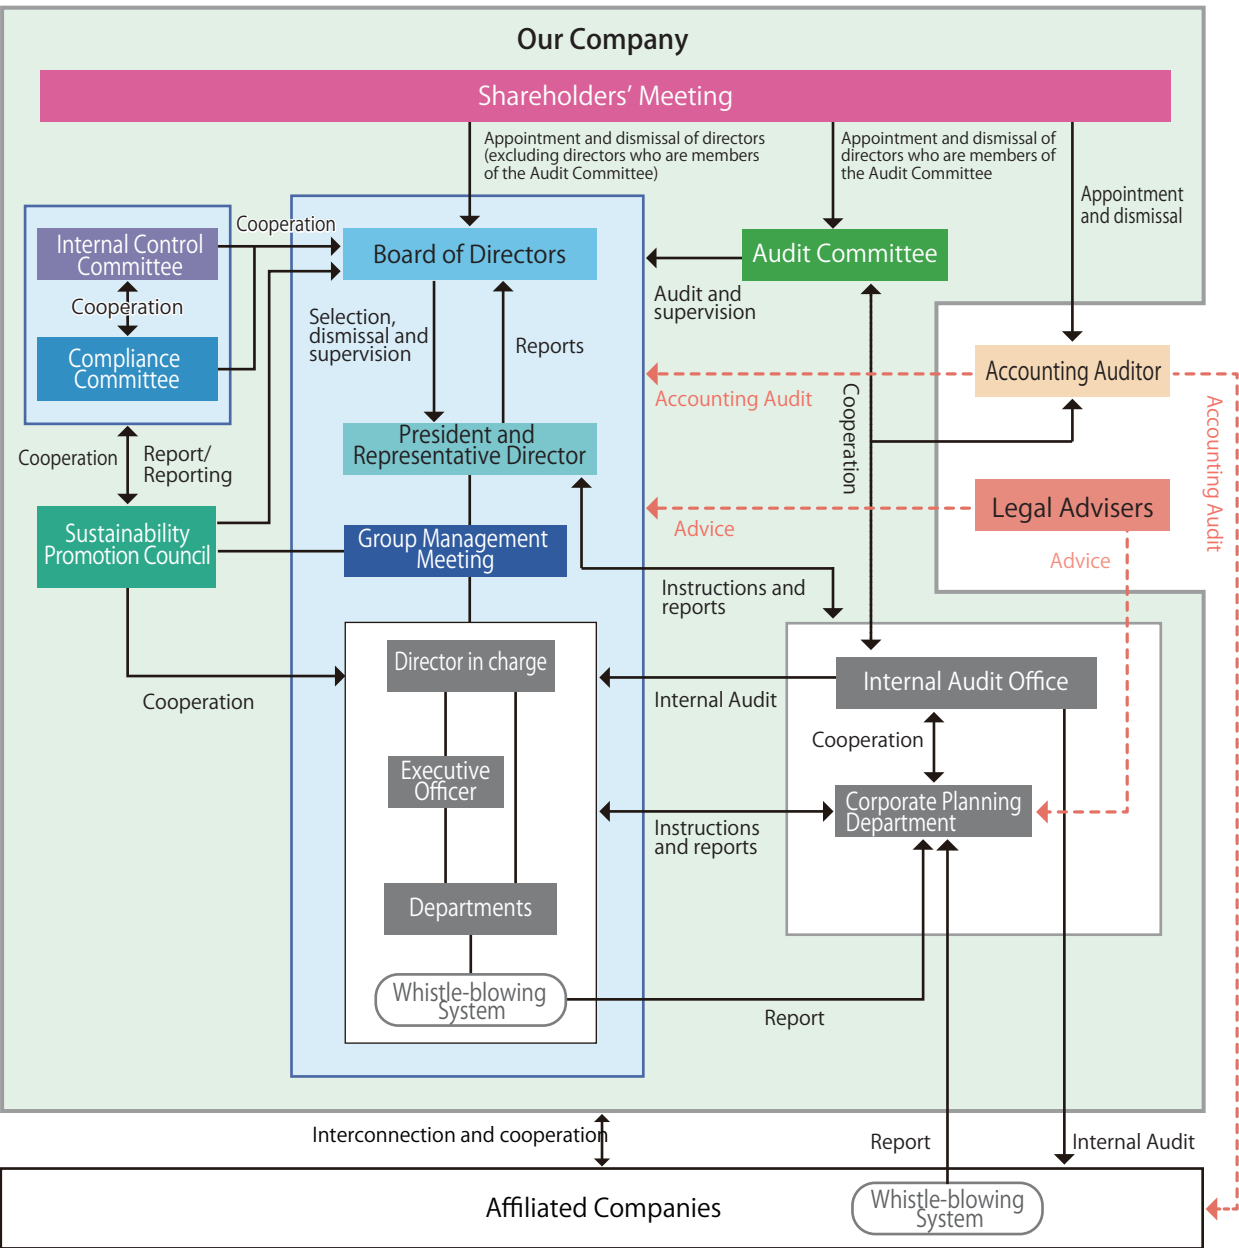 Our Company
Shareholders' Meeting
Appointment and dismissal of directors
(excluding directors who are members
of the Audit Committee)
Appointment and dismissal of
directors who are members of
the Audit Committee
Appointment
and dismissal
Cooperation
Internal Control
Committee
Cooperation
Compliance
Committee
Board of Directors
Audit Committee
Audit and
supervision
Selection,
dismissal and
supervision
Reports
Accounting Auditor
Accounting Audit
Accounting Audit
Cooperation
President and
Representative Director
Cooperation
Report/
Reporting
Legal Advisers
Advice
Advice
Sustainability
Promotion Council
Group Management
Meeting
Instructions and
reports
Director in charge
Internal Audit Office
Internal Audit
Cooperation
Cooperation
Executive
Officer
Corporate Planning
Department
Instructions
and reports
Departments
Whistle-blowing
System
Report
Interconnection and cooperation
Report
Internal Audit
Affiliated Companies
Whistle-blowing
System